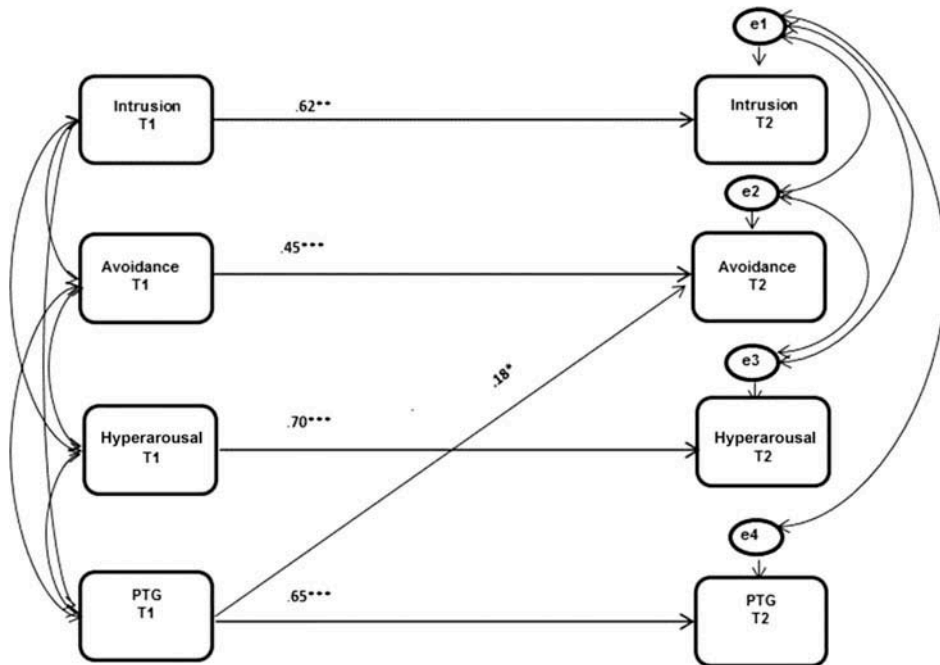 e1
Intrusion
T1
.62**
Intrusion
T2
e2
Avoidance
T1
.45***
Avoidance
T2
e3
.18*
Hyperarousal
T1
.70***
Hyperarousal
T2
e4
PTG
T1
.65***
PTG
T2